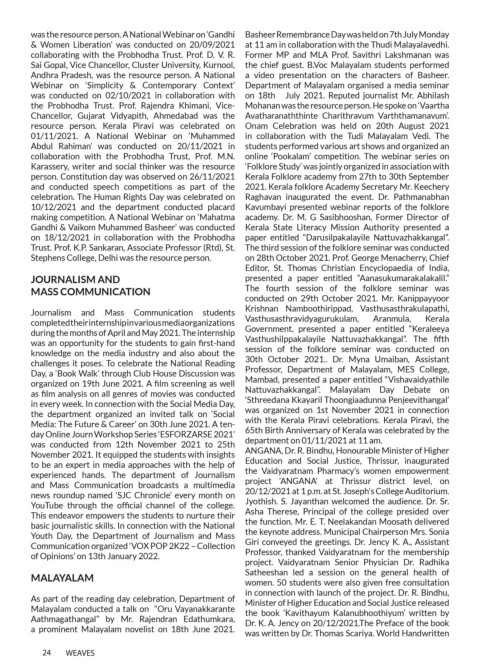 was the resource person. A National Webinar on ‘Gandhi
& Women Liberation’ was conducted on 20/09/2021
collaborating with the Probodha Trust. Prof. D. V. R.
Sai Gopal, Vice Chancellor, Cluster University, Kurnool,
Andhra Pradesh, was the resource person. A National
Webinar on ‘Simplicity & Contemporary Context’
was conducted on 02/10/2021 in collaboration with
the Probodha Trust. Prof. Rajendra Khimani, Vice-
Chancellor, Gujarat Vidyapith, Ahmedabad was the
resource person. Kerala Piravi was celebrated on
01/11/2021. A National Webinar on ‘Muhammed
Abdul Rahiman’ was conducted on 20/11/2021 in
collaboration with the Probodha Trust, Prof. M.N.
Karassery, writer and social thinker was the resource
person. Constitution day was observed on 26/11/2021
and conducted speech competitions as part of the
celebration. The Human Rights Day was celebrated on
10/12/2021 and the department conducted placard
making competition. A National Webinar on ‘Mahatma
Gandhi & Vaikom Muhammed Basheer’ was conducted
on 18/12/2021 in collaboration with the Probodha
Trust. Prof. K.P. Sankaran, Associate Professor (Rtd), St.
Stephens College, Delhi was the resource person.
JOURNALISM AND
MASS COMMUNICATION
Journalism and Mass Communication students
completed their internship in various media organizations
during the months of April and May 2021. The internship
was an opportunity for the students to gain first-hand
knowledge on the media industry and also about the
challenges it poses. To celebrate the National Reading
Day, a ‘Book Walk’ through Club House Discussion was
organized on 19th June 2021. A film screening as well
as film analysis on all genres of movies was conducted
in every week. In connection with the Social Media Day,
the department organized an invited talk on ‘Social
Media: The Future & Career’ on 30th June 2021. A ten-
day Online Journ Workshop Series ‘ESFORZARSE 2021’
was conducted from 12th November 2021 to 25th
November 2021. It equipped the students with insights
to be an expert in media approaches with the help of
experienced hands. The department of Journalism
and Mass Communication broadcasts a multimedia
news roundup named ‘SJC Chronicle’ every month on
YouTube through the official channel of the college.
This endeavor empowers the students to nurture their
basic journalistic skills. In connection with the National
Youth Day, the Department of Journalism and Mass
Communication organized ‘VOX POP 2K22 – Collection
of Opinions’ on 13th January 2022.
MALAYALAM
As part of the reading day celebration, Department of
Malayalam conducted a talk on “Oru Vayanakkarante
Aathmagathangal” by Mr. Rajendran Edathumkara,
a prominent Malayalam novelist on 18th June 2021.
Basheer Remembrance Day was held on 7th July Monday
at 11 am in collaboration with the Thudi Malayalavedhi.
Former MP and MLA Prof. Savithri Lakshmanan was
the chief guest. B.Voc Malayalam students performed
a video presentation on the characters of Basheer.
Department of Malayalam organised a media seminar
on 18th July 2021. Reputed journalist Mr. Abhilash
Mohanan was the resource person. He spoke on ‘Vaartha
Avatharanaththinte Charithravum Varththamanavum’.
Onam Celebration was held on 20th August 2021
in collaboration with the Tudi Malayalam Vedi. The
students performed various art shows and organized an
online ‘Pookalam’ competition. The webinar series on
‘Folklore Study’ was jointly organized in association with
Kerala Folklore academy from 27th to 30th September
2021. Kerala folklore Academy Secretary Mr. Keechery
Raghavan inaugurated the event. Dr. Pathmanabhan
Kavumbayi presented webinar reports of the folklore
academy. Dr. M. G Sasibhooshan, Former Director of
Kerala State Literacy Mission Authority presented a
paper entitled “Darusilpakalayile Nattuvazhakkangal”.
The third session of the folklore seminar was conducted
on 28th October 2021. Prof. George Menacherry, Chief
Editor, St. Thomas Christian Encyclopaedia of India,
presented a paper entitled “Aanasukumarakalakalil.”
The fourth session of the folklore seminar was
conducted on 29th October 2021. Mr. Kanippayyoor
Krishnan Namboothirippad, Vasthusasthrakulapathi,
Vasthusasthravidyagurukulam, Aranmula, Kerala
Government, presented a paper entitled “Keraleeya
Vasthushilppakalayile Nattuvazhakkangal”. The fifth
session of the folklore seminar was conducted on
30th October 2021.. Dr. Myna Umaiban, Assistant
Professor, Department of Malayalam, MES College,
Mambad, presented a paper entitled “Vishavaidyathile
Nattuvazhakkangal”. Malayalam Day Debate on
‘Sthreedana Kkayaril Thoongiaadunna Penjeevithangal’
was organized on 1st November 2021 in connection
with the Kerala Piravi celebrations. Kerala Piravi, the
65th Birth Anniversary of Kerala was celebrated by the
department on 01/11/2021 at 11 am.
ANGANA, Dr. R. Bindhu, Honourable Minister of Higher
Education and Social Justice, Thrissur, inaugurated
the Vaidyaratnam Pharmacy’s women empowerment
project ‘ANGANA’ at Thrissur district level, on
20/12/2021 at 1 p.m. at St. Joseph’s College Auditorium.
Jyothish. S. Jayanthan welcomed the audience. Dr. Sr.
Asha Therese, Principal of the college presided over
the function. Mr. E. T. Neelakandan Moosath delivered
the keynote address. Municipal Chairperson Mrs. Sonia
Giri conveyed the greetings. Dr. Jency K. A., Assistant
Professor, thanked Vaidyaratnam for the membership
project. Vaidyaratnam Senior Physician Dr. Radhika
Satheeshan led a session on the general health of
women. 50 students were also given free consultation
in connection with launch of the project. Dr. R. Bindhu,
Minister of Higher Education and Social Justice released
the book ‘Kavithayum Kalanubhoothiyum’ written by
Dr. K. A. Jency on 20/12/2021.The Preface of the book
was written by Dr. Thomas Scariya. World Handwritten
24 WEAVES